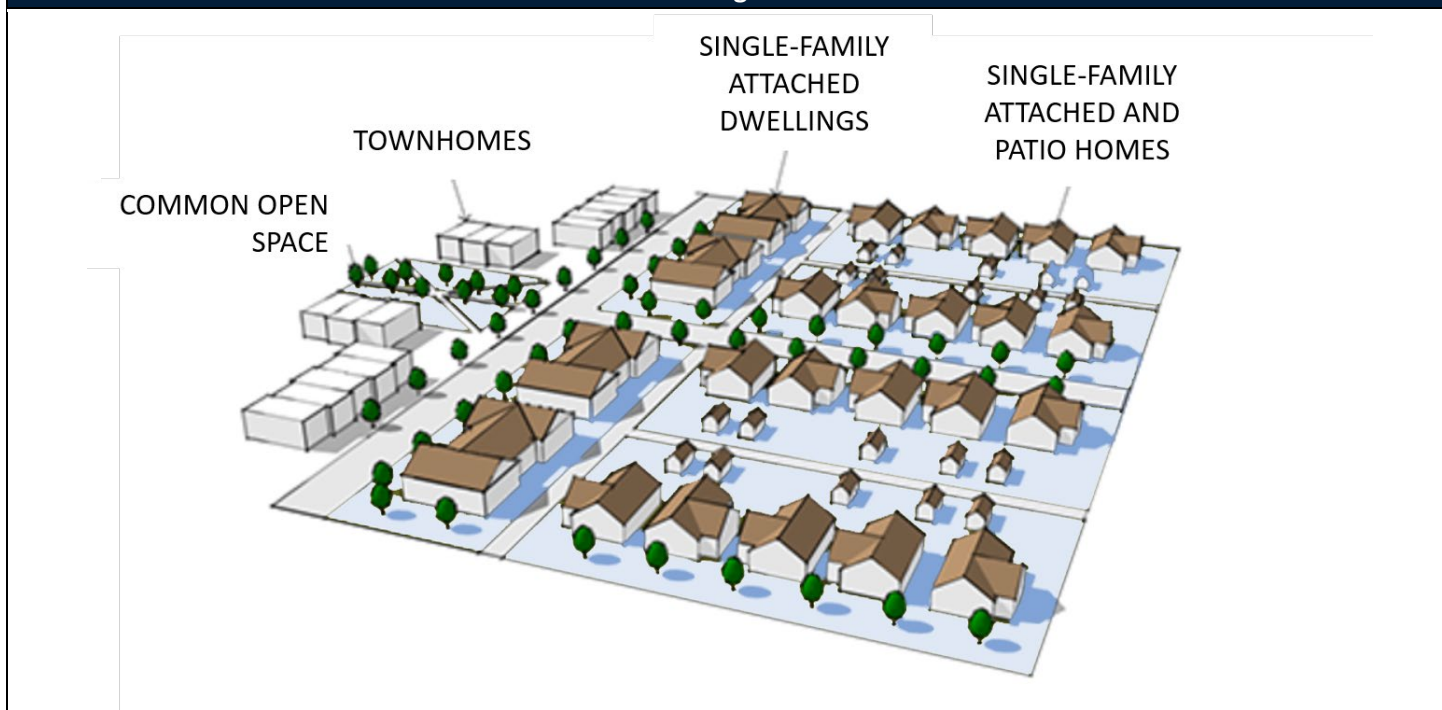 SINGLE-FAMILY
ATTACHED
DWELLINGS
SINGLE-FAMILY
ATTACHED AND
PATIO HOMES
TOWNHOMES
COMMON OPEN
SPACE